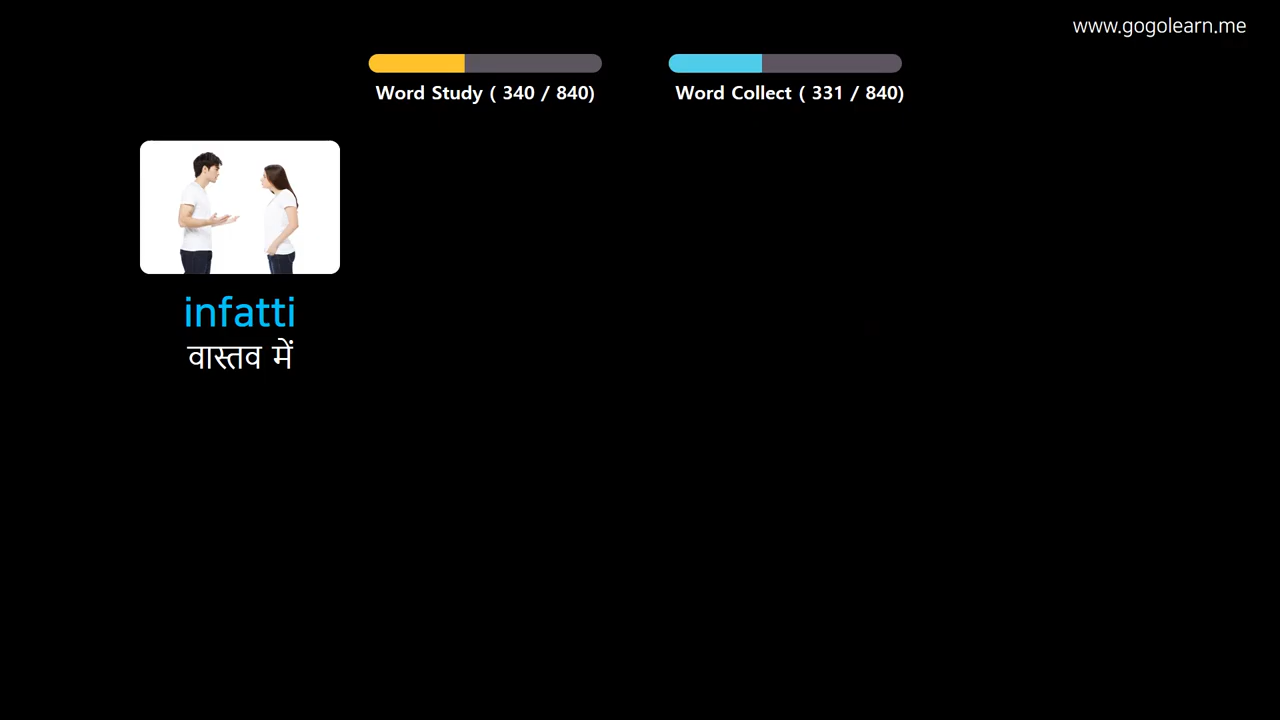 www.gogolearn.me
Word Study ( 340 / 840)
Word Collect ( 331 / 840)
infatti
वास्तव में